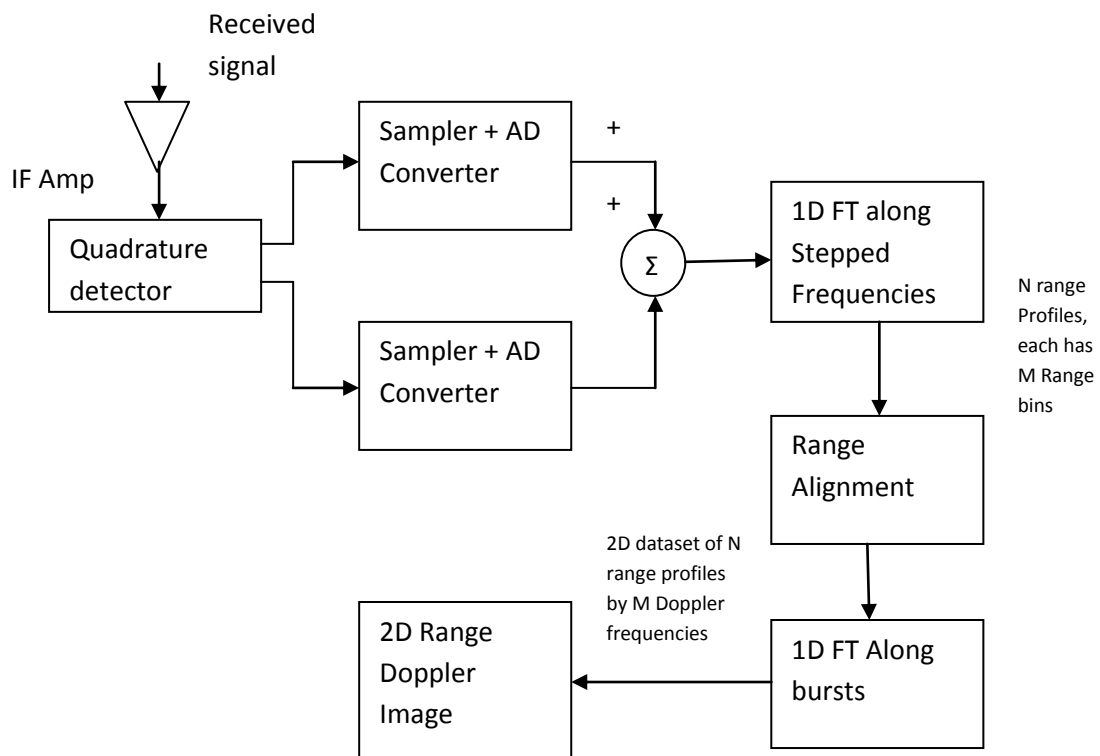 Received
signal
IF Amp
Quadrature
detector
Sampler + AD
Converter
+
+
Σ
Sampler + AD
Converter
1D FT along
Stepped
Frequencies
N range
Profiles,
each has
M Range
bins
Range
Alignment
1D FT Along
bursts
2D dataset of N
range profiles
by M Doppler
frequencies
2D Range
Doppler
Image